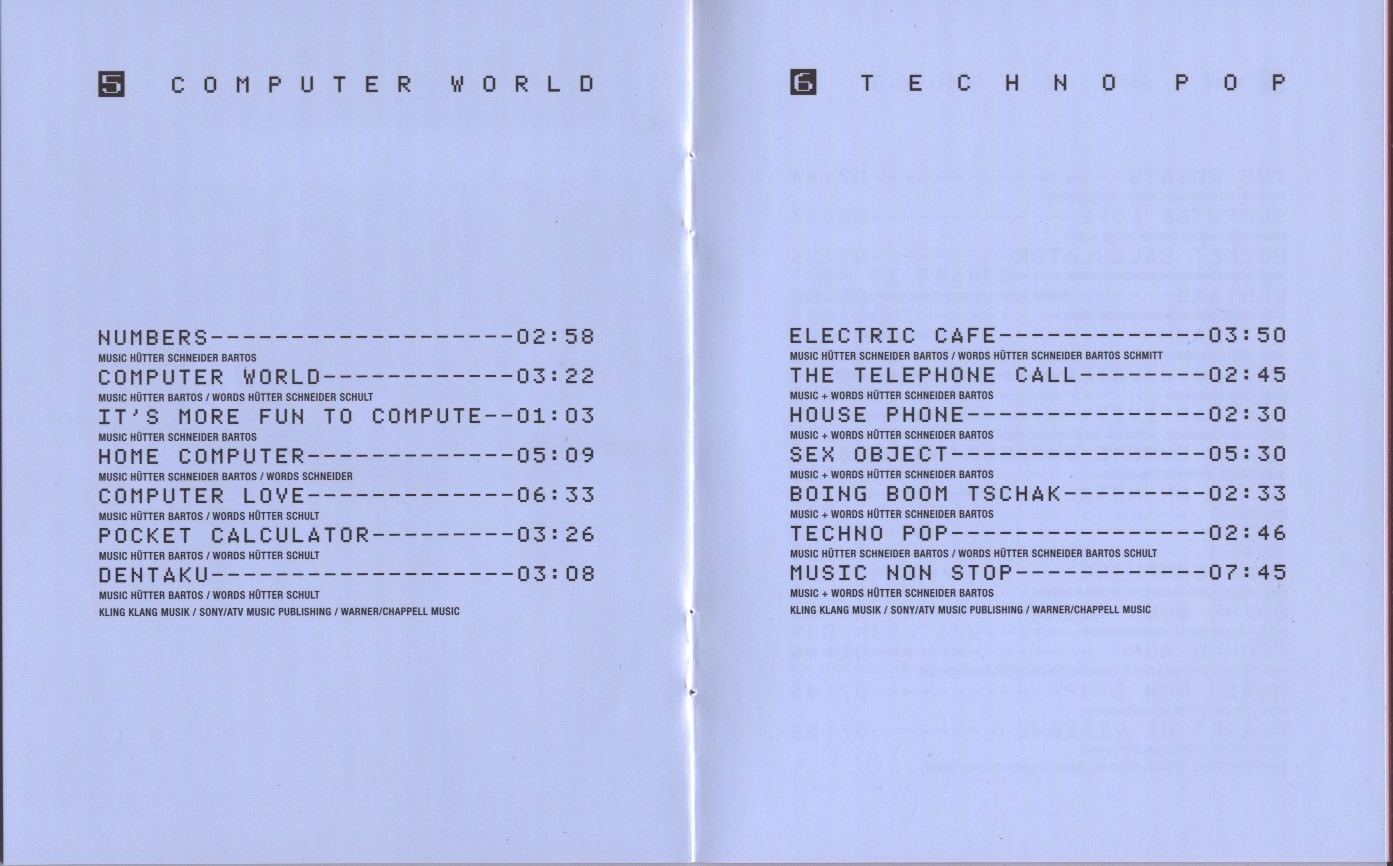 5 COMPUTER WORLD
NUMBERS-------------------02:58
MUSIC HÜTTER SCHNEIDER BARTOS
COMPUTER WORLD------------03:22
MUSIC HÜTTER BARTOS / WORDS HÜTTER SCHNEIDER SCHULT
IT'S MORE FUN TO COMPUTE--01:03
MUSIC HÜTTER SCHNEIDER BARTOS
HOME COMPUTER-------------05:09
MUSIC HÜTTER SCHNEIDER BARTOS / WORDS SCHNEIDER
COMPUTER LOVE-------------06:33
MUSIC HÜTTER BARTOS / WORDS HÜTTER SCHULT
POCKET CALCULATOR---------03:26
MUSIC HÜTTER BARTOS / WORDS HÜTTER SCHULT
DENTAKU-------------------03:08
MUSIC HÜTTER BARTOS / WORDS HÜTTER SCHULT
KLING KLANG MUSIK / SONY/ATV MUSIC PUBLISHING / WARNER/CHAPPELL MUSIC
6 TECHNO POP
ELECTRIC CAFE-------------03:50
MUSIC HÜTTER SCHNEIDER BARTOS / WORDS HÜTTER SCHNEIDER BARTOS SCHMITT
THE TELEPHONE CALL--------02:45
MUSIC + WORDS HÜTTER SCHNEIDER BARTOS
HOUSE PHONE---------------02:30
MUSIC + WORDS HÜTTER SCHNEIDER BARTOS
SEX OBJECT----------------05:30
MUSIC + WORDS HÜTTER SCHNEIDER BARTOS
BOING BOOM TSCHAK---------02:33
MUSIC + WORDS HÜTTER SCHNEIDER BARTOS
TECHNO POP----------------02:46
MUSIC HÜTTER SCHNEIDER BARTOS / WORDS HÜTTER SCHNEIDER BARTOS SCHULT
MUSIC NON STOP------------07:45
MUSIC + WORDS HÜTTER SCHNEIDER BARTOS
KLING KLANG MUSIK / SONY/ATV MUSIC PUBLISHING / WARNER/CHAPPELL MUSIC